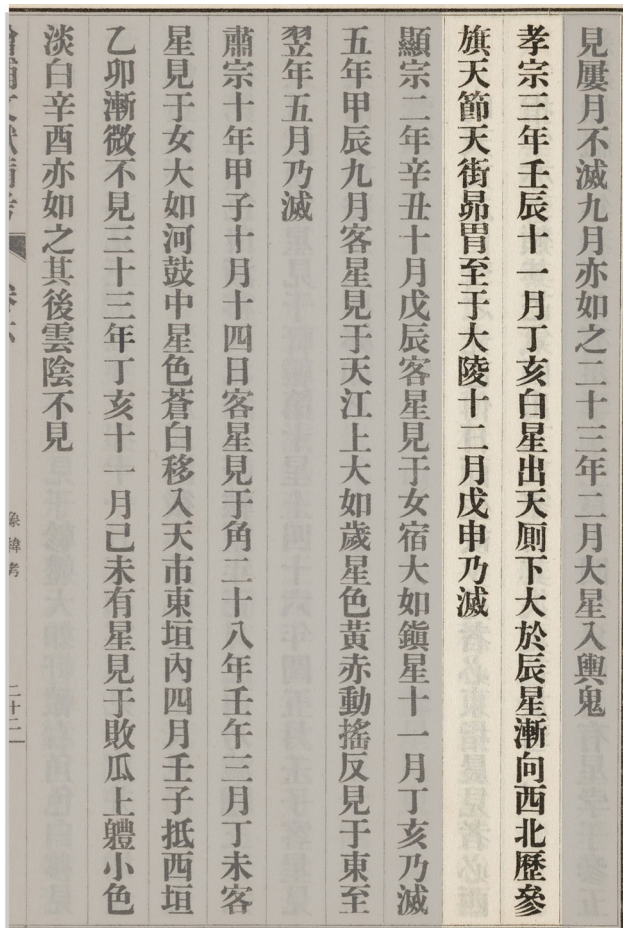 見屢月不滅九月亦如之二十三年二月大星入輿鬼
孝宗三年壬辰十一月丁亥白星出天厠下大於辰星漸向西北歷參
旗天節天街昴胃至于大陵十二月戊申乃滅
顯宗二年辛丑十月戊辰客星見于女宿大如鎭星十一月丁亥乃滅
五年甲辰九月客星見于天江上大如歲星色黃赤動搖反見于東至
翌年五月乃滅
肅宗十年甲子十月十四日客星見于角二十八年壬午三月丁未客
星見于女大如河鼓中星色蒼白移入天市東垣內四月壬子抵西垣
乙卯漸微不見三十三年丁亥十一月己未有星見于敗瓜上軆小色
淡白辛酉亦如之其後雲陰不見
象緯考
二十二